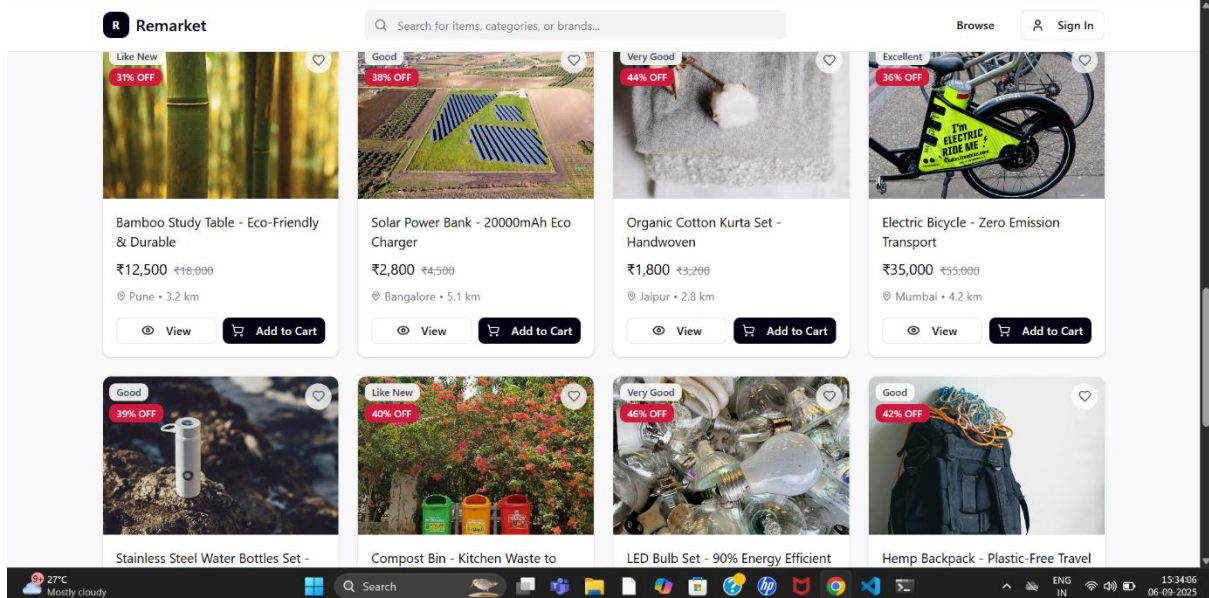 R Remarket
Search for items, categories, or brands...
Browse
Sign In
Like New
31% OFF
Good
38% OFF
Very Good
44% OFF
Excellent
36% OFF
I'm
ELECTRIC
RIDE ME
Bamboo Study Table - Eco-Friendly
& Durable
₹12,500 ₹18,000
Pune • 3.2 km
View
Add to Cart
Solar Power Bank - 20000mAh Eco
Charger
₹2,800 ₹4,500
Bangalore • 5.1 km
View
Add to Cart
Organic Cotton Kurta Set -
Handwoven
₹1,800 ₹3,200
Jaipur • 2.8 km
View
Add to Cart
Electric Bicycle - Zero Emission
Transport
₹35,000 ₹55,000
Mumbai • 4.2 km
View
Add to Cart
Good
39% OFF
Like New
40% OFF
Very Good
46% OFF
Good
42% OFF
Stainless Steel Water Bottles Set -
Compost Bin - Kitchen Waste to
LED Bulb Set - 90% Energy Efficient
Hemp Backpack - Plastic-Free Travel
27°C
Mostly cloudy
Search
hp
ENG
IN
15:34:06
06-09-2025